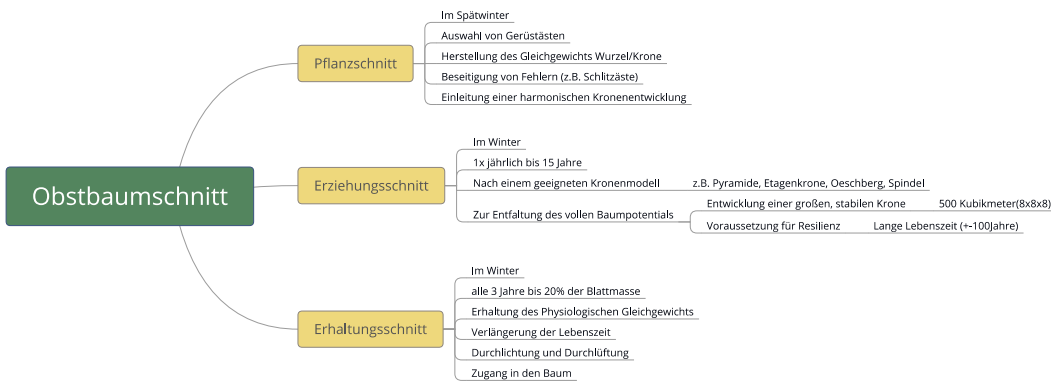 Obstbaumschnitt
Pflanzschnitt
Im Spätwinter
Auswahl von Gerüstästen
Herstellung des Gleichgewichts Wurzel/Krone
Beseitigung von Fehlern (z.B. Schlitzäste)
Einleitung einer harmonischen Kronenentwicklung
Erziehungsschnitt
Im Winter
1x jährlich bis 15 Jahre
Nach einem geeigneten Kronenmodell
z.B. Pyramide, Etagenkrone, Oeschberg, Spindel
Zur Entfaltung des vollen Baumpotentials
Entwicklung einer großen, stabilen Krone
500 Kubikmeter(8x8x8)
Voraussetzung für Resilienz
Lange Lebenszeit (+-100Jahre)
Erhaltungsschnitt
Im Winter
alle 3 Jahre bis 20% der Blattmasse
Erhaltung des Physiologischen Gleichgewichts
Verlängerung der Lebenszeit
Durchlichtung und Durchlüftung
Zugang in den Baum